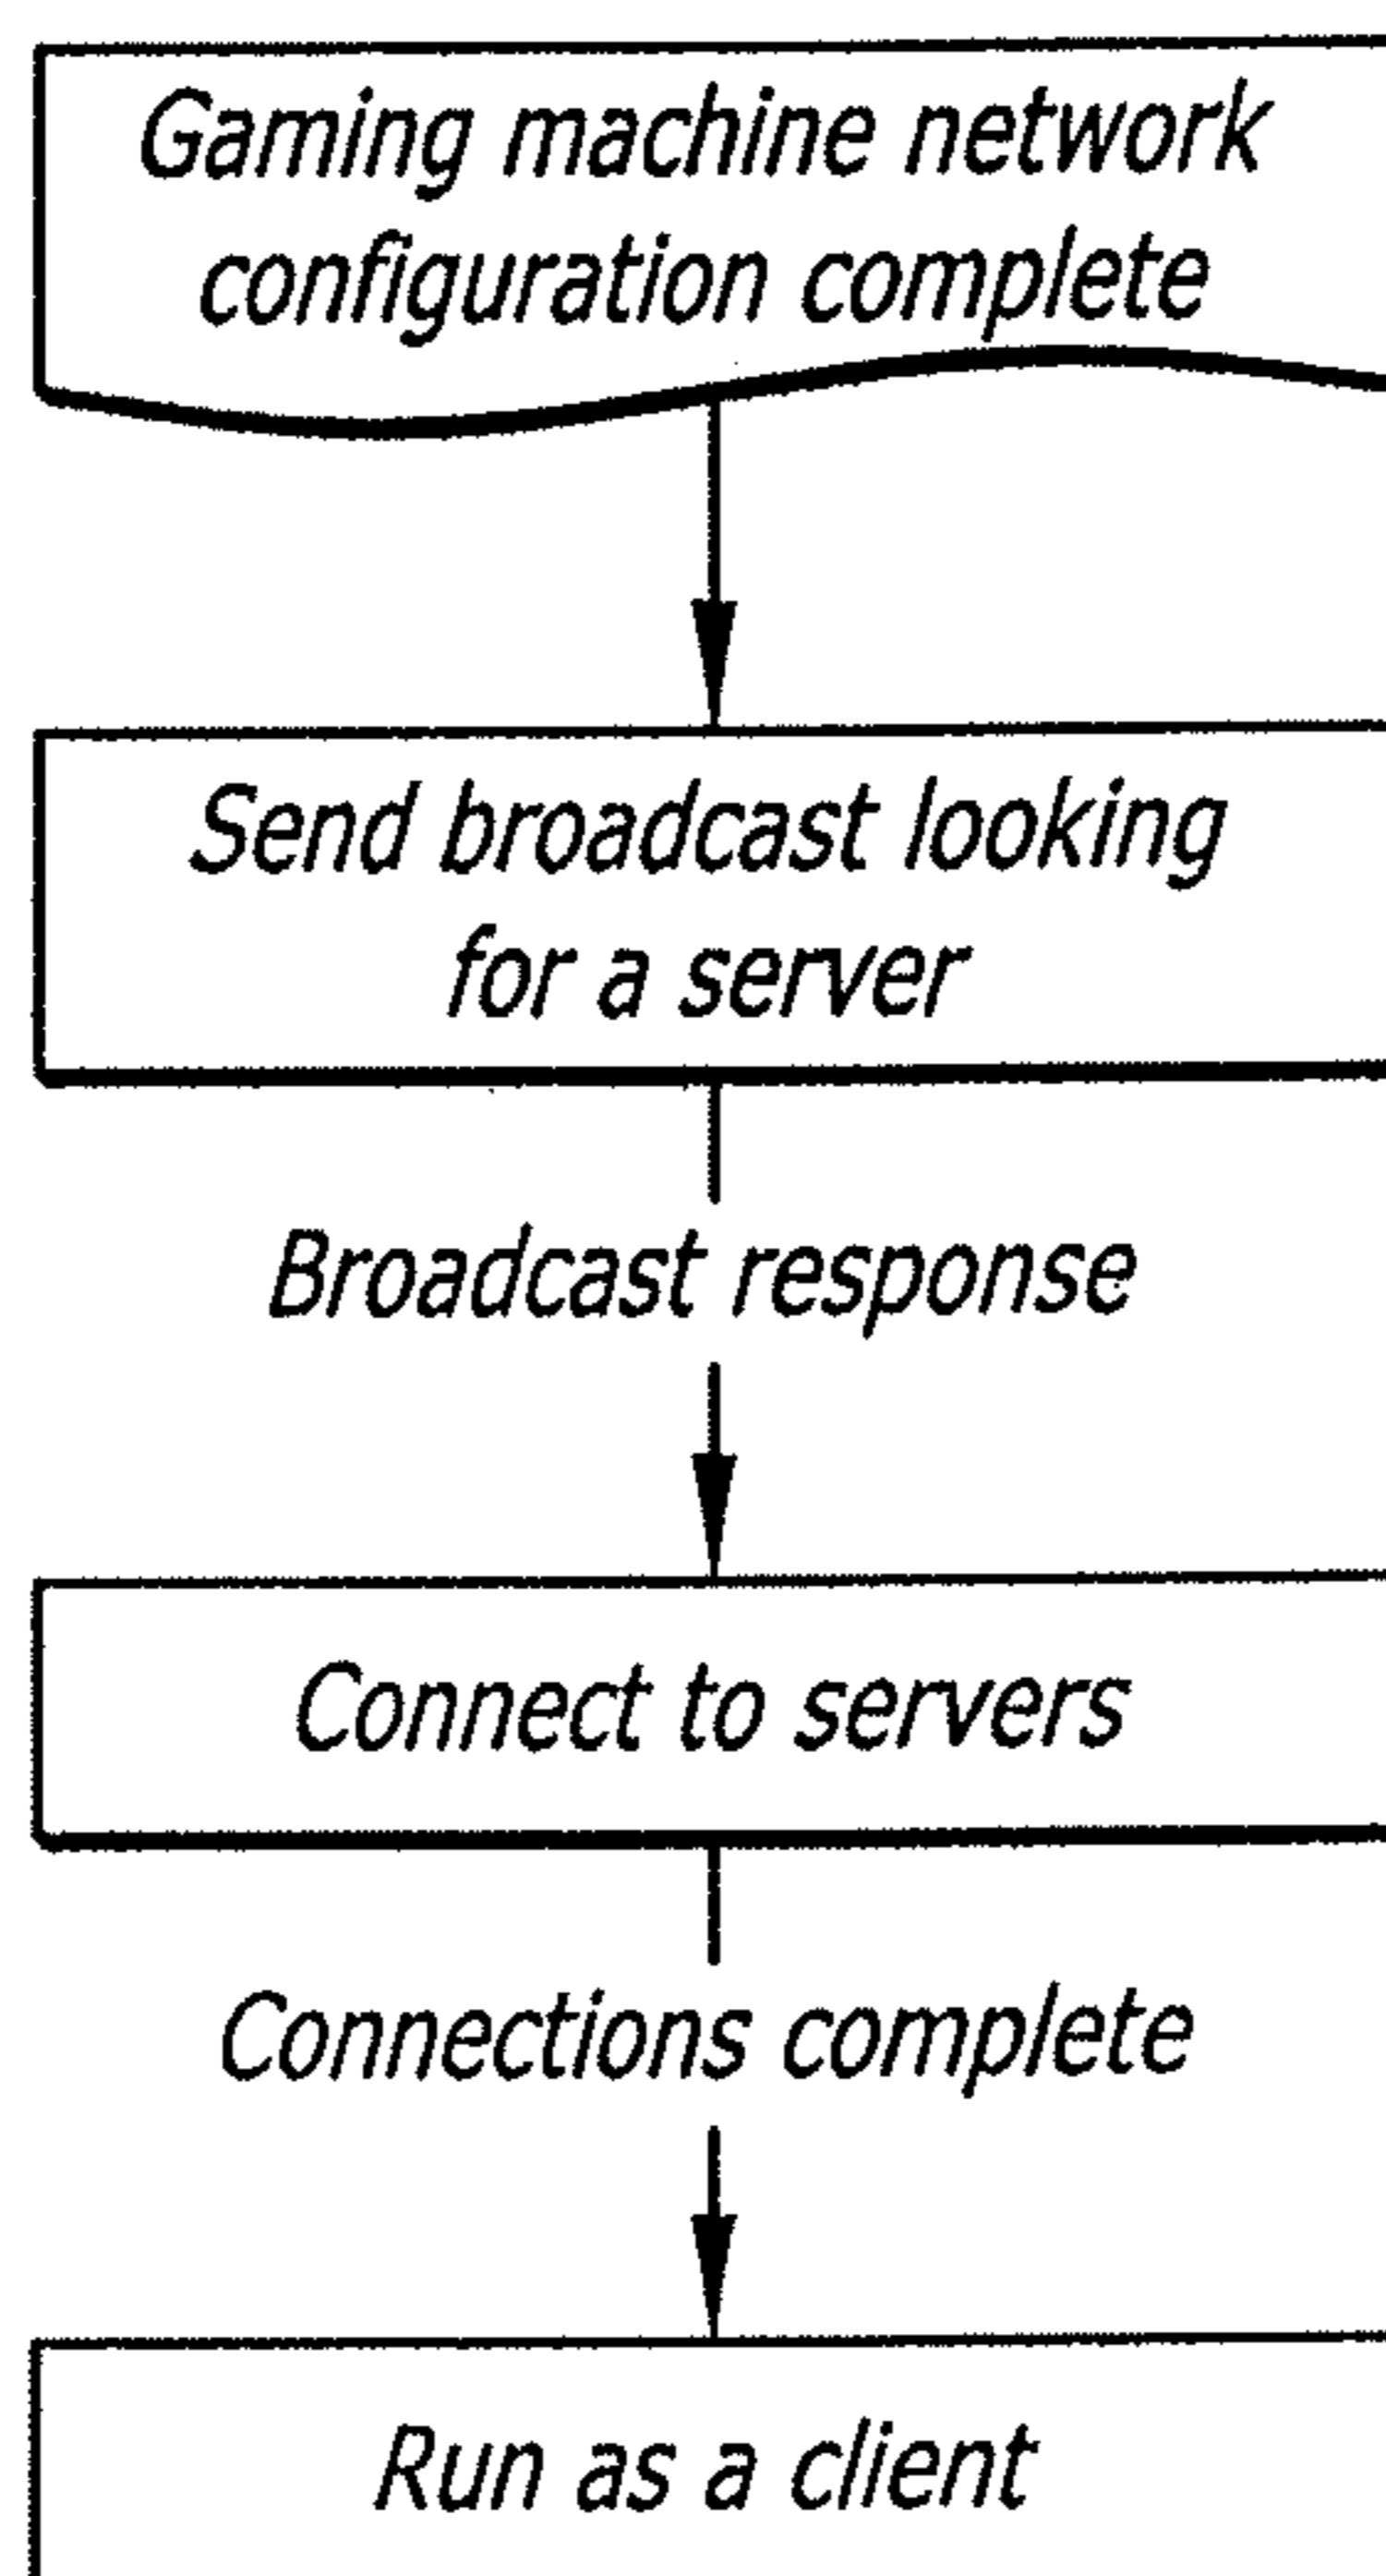 Gaming machine network
configuration complete
Send broadcast looking
for a server
Broadcast response
Connect to servers
Connections complete
Run as a client